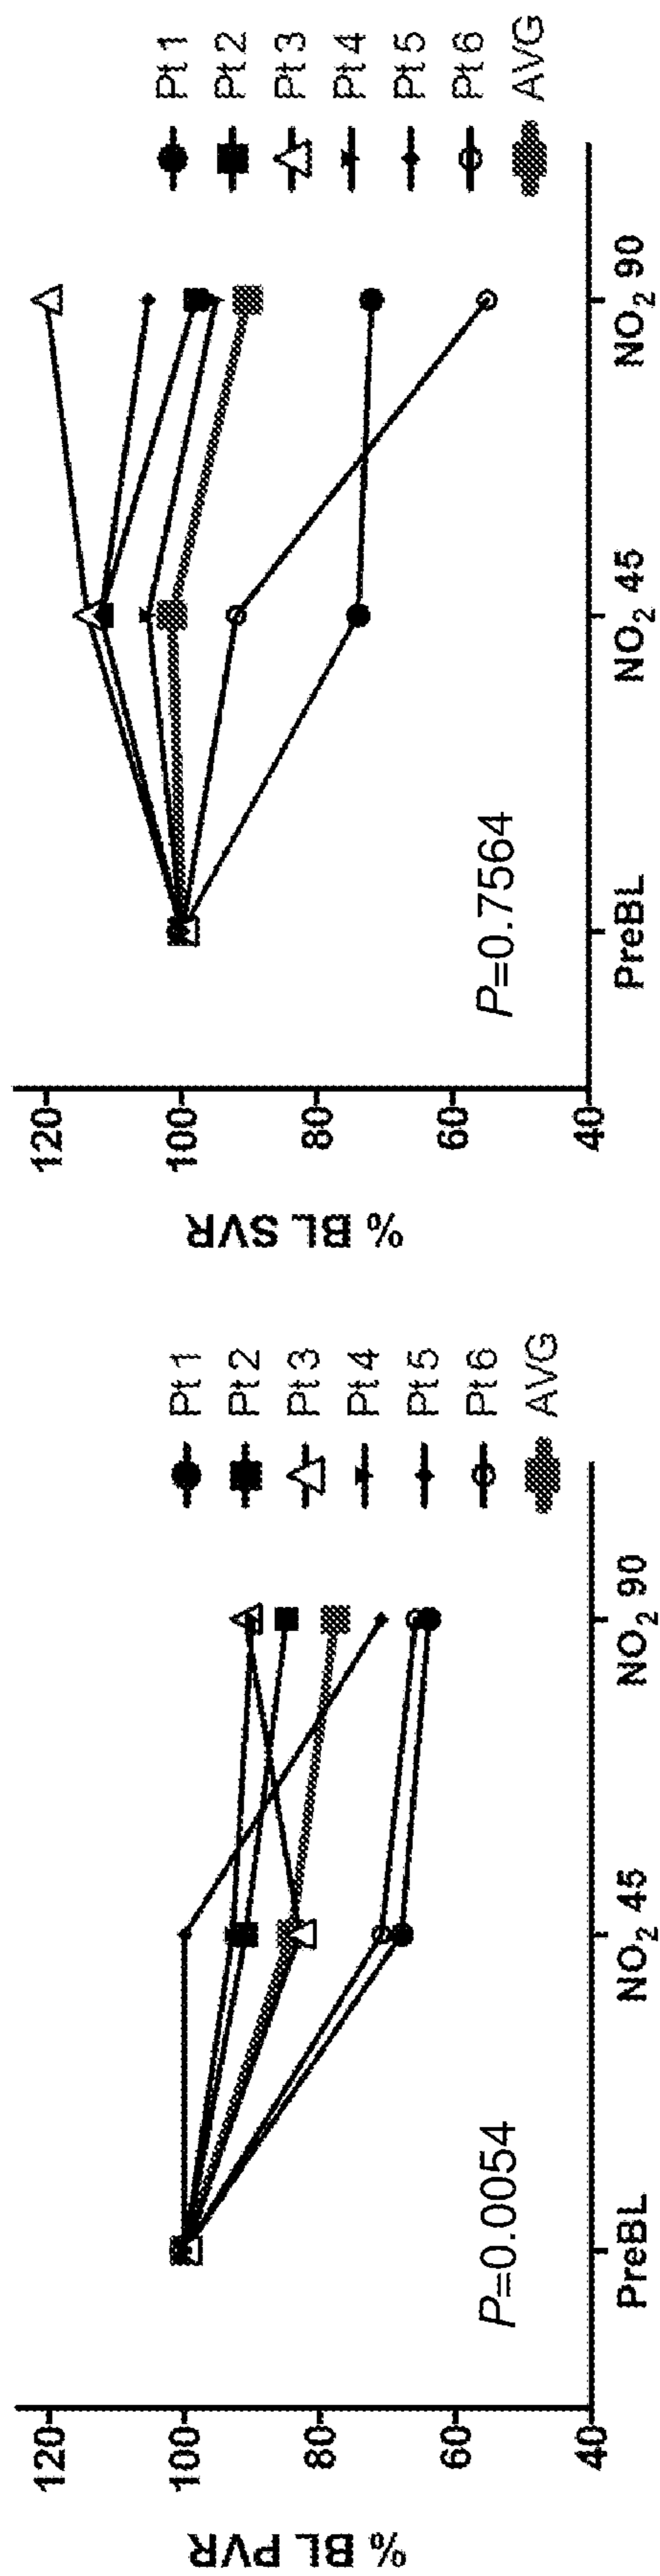 % BL PVR
120
100
80
60
40
P=0.0054
PreBL
NO2 45
NO2 90
Pt 1
Pt 2
Pt 3
Pt 4
Pt 5
Pt 6
AVG
% BL SVR
120
100
80
60
40
P=0.7564
PreBL
NO2 45
NO2 90
Pt 1
Pt 2
Pt 3
Pt 4
Pt 5
Pt 6
AVG